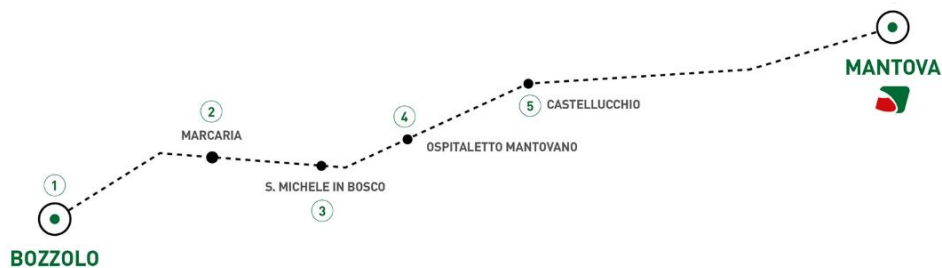 MANTOVA
2
4
5 CASTELLUCCHIO
MARCARIA
OSPITALETTO MANTOVANO
1
S. MICHELE IN BOSCO
3
BOZZOLO